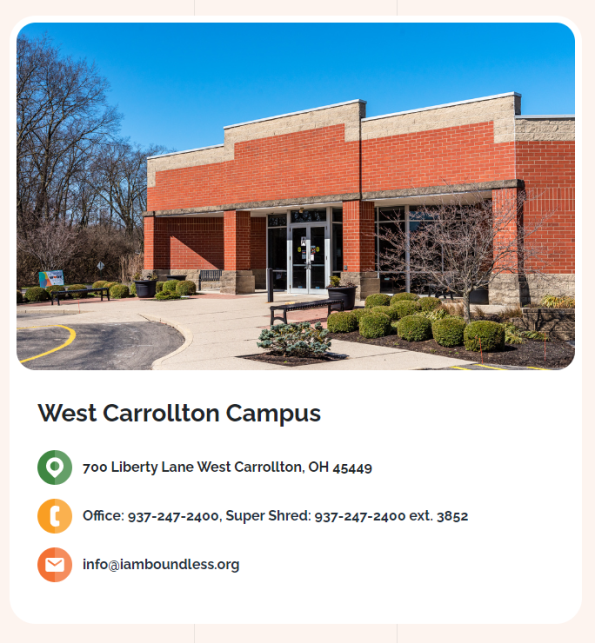 West Carrollton Campus
700 Liberty Lane West Carrollton, OH 45449
Office: 937-247-2400, Super Shred: 937-247-2400 ext. 3852
info@iamboundless.org